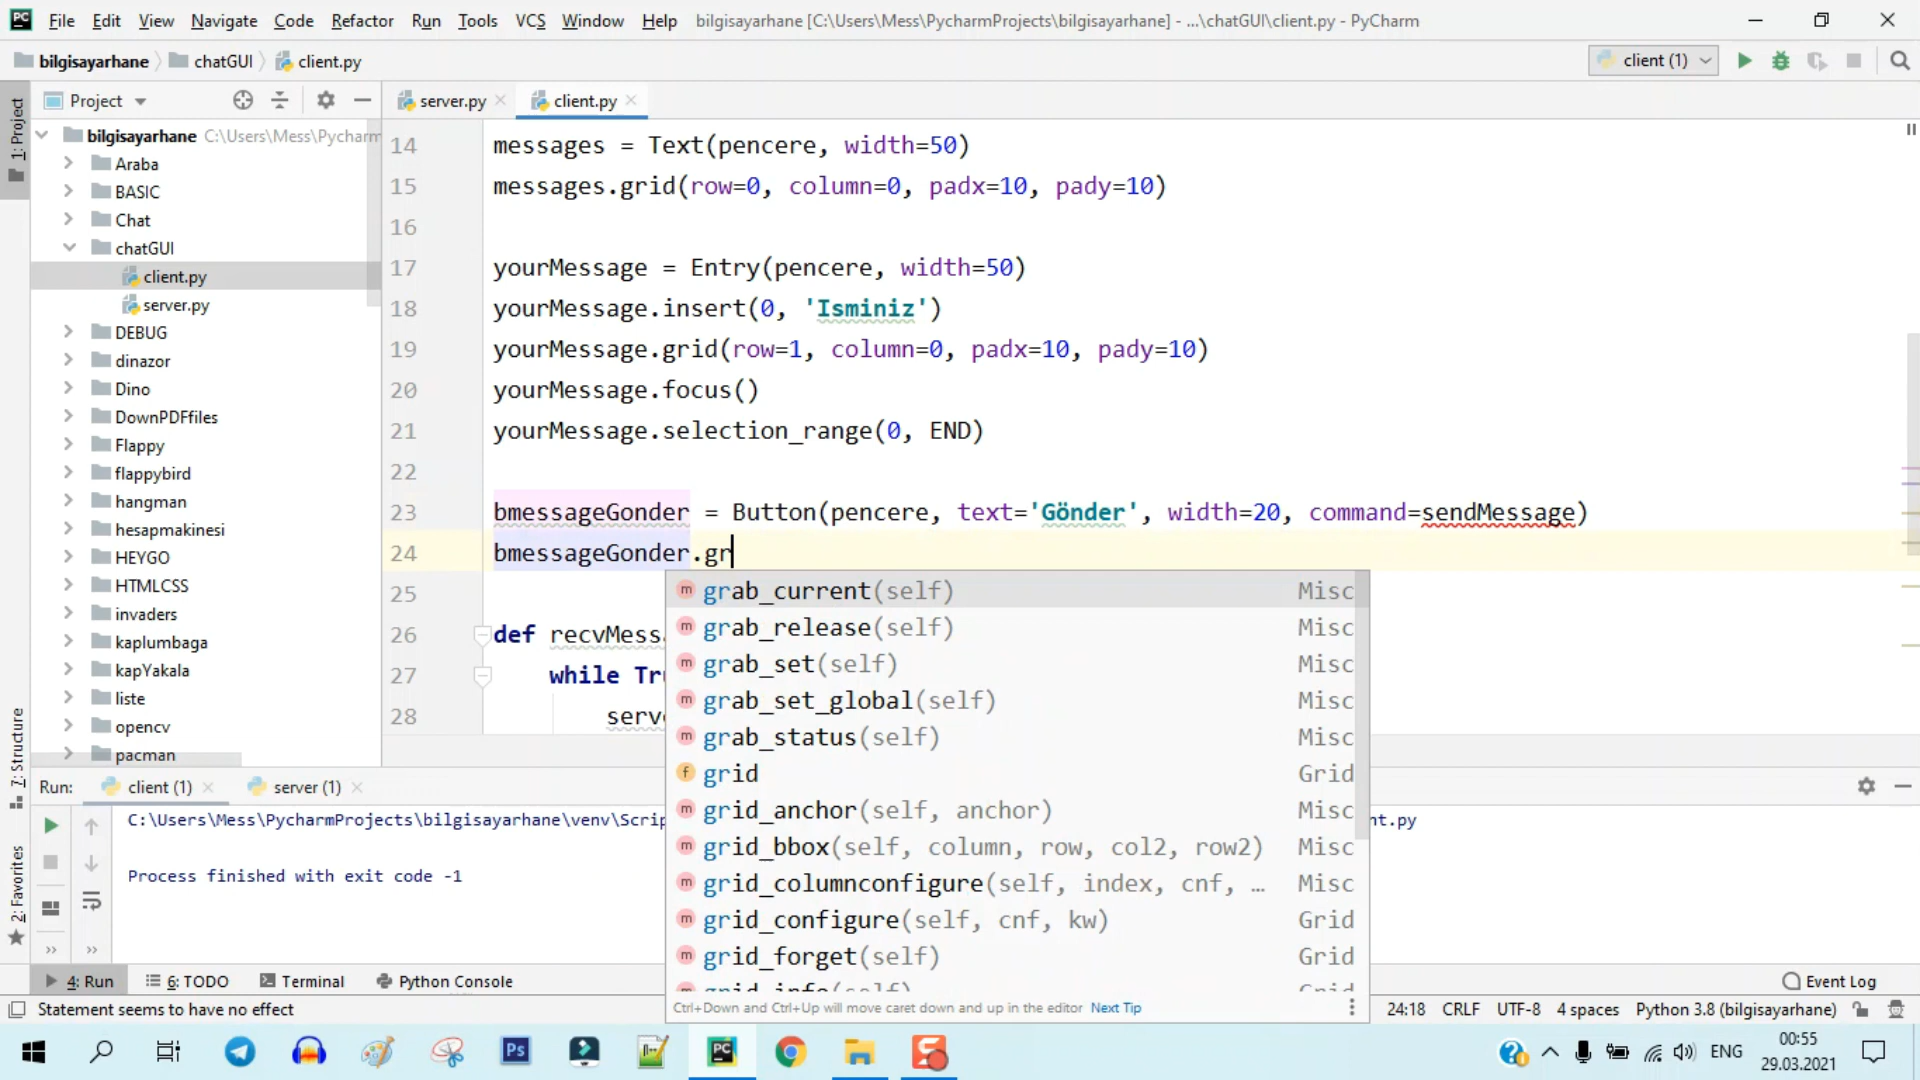 File Edit View Navigate Code Refactor Run Tools VCS Window Help bilgisayarhane [C:\Users\Mess\PycharmProjects\bilgisayarhane] - ...\chatGUI\client.py - PyCharm
bilgisayarhane chatGUI client.py client (1)
Project server.py client.py
1: Project
bilgisayarhane C:\Users\Mess\Pycharm
Araba
BASIC
Chat
chatGUI
client.py
server.py
DEBUG
dinazor
Dino
DownPDFfiles
Flappy
flappybird
hangman
hesapmakinesi
HEYGO
HTMLCSS
invaders
kaplumbaga
kapYakala
liste
opencv
pacman
7: Structure
2: Favorites
14 messages = Text(pencere, width=50)
15 messages.grid(row=0, column=0, padx=10, pady=10)
16
17 yourMessage = Entry(pencere, width=50)
18 yourMessage.insert(0, 'Isminiz')
19 yourMessage.grid(row=1, column=0, padx=10, pady=10)
20 yourMessage.focus()
21 yourMessage.selection_range(0, END)
22
23 bmessageGonder = Button(pencere, text='Gönder', width=20, command=sendMessage)
24 bmessageGonder.gr
25
26 def recvMess
27 while Tr
28 serv
grab_current(self) Misc
grab_release(self) Misc
grab_set(self) Misc
grab_set_global(self) Misc
grab_status(self) Misc
grid Grid
grid_anchor(self, anchor) Misc
grid_bbox(self, column, row, col2, row2) Misc
grid_columnconfigure(self, index, cnf, … Misc
grid_configure(self, cnf, kw) Grid
grid_forget(self) Grid
grid_info(self) Grid
Ctrl+Down and Ctrl+Up will move caret down and up in the editor Next Tip
Run: client (1) server (1)
C:\Users\Mess\PycharmProjects\bilgisayarhane\venv\Scrip nt.py
Process finished with exit code -1
4: Run 6: TODO Terminal Python Console Event Log
Statement seems to have no effect 24:18 CRLF UTF-8 4 spaces Python 3.8 (bilgisayarhane)
Ps PC ENG 00:55
29.03.2021